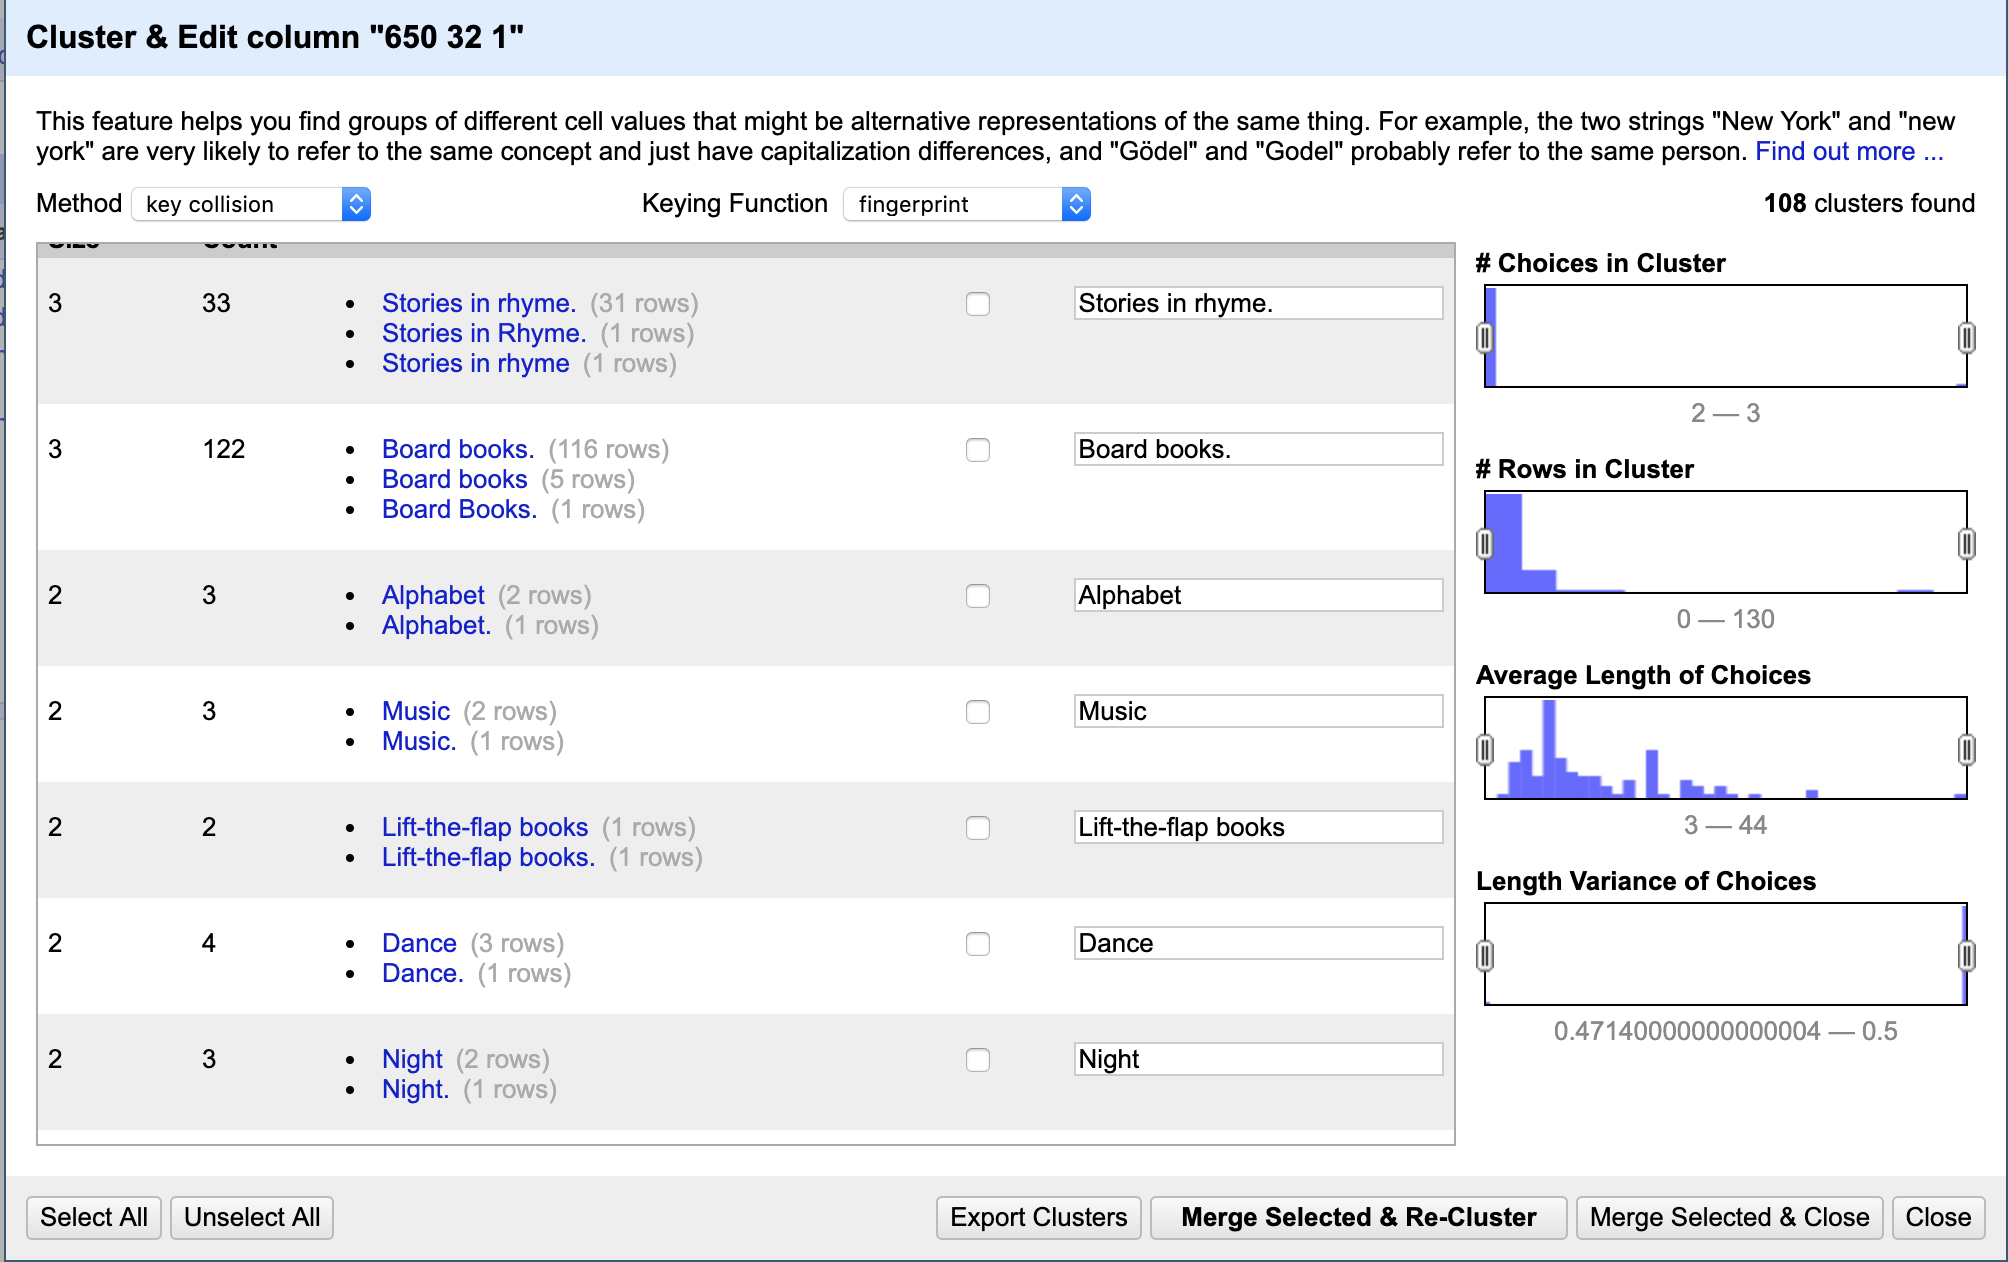 Cluster & Edit column "650 32 1"
This feature helps you find groups of different cell values that might be alternative representations of the same thing. For example, the two strings "New York" and "new
york" are very likely to refer to the same concept and just have capitalization differences, and "Gödel" and "Godel" probably refer to the same person. Find out more ...
Method key collision Keying Function fingerprint 108 clusters found
Size Count
3 33 • Stories in rhyme. (31 rows) Stories in rhyme.
• Stories in Rhyme. (1 rows)
• Stories in rhyme (1 rows)
3 122 • Board books. (116 rows) Board books.
• Board books (5 rows)
• Board Books. (1 rows)
2 3 • Alphabet (2 rows) Alphabet
• Alphabet. (1 rows)
2 3 • Music (2 rows) Music
• Music. (1 rows)
2 2 • Lift-the-flap books (1 rows) Lift-the-flap books
• Lift-the-flap books. (1 rows)
2 4 • Dance (3 rows) Dance
• Dance. (1 rows)
2 3 • Night (2 rows) Night
• Night. (1 rows)
# Choices in Cluster
2 — 3
# Rows in Cluster
0 — 130
Average Length of Choices
3 — 44
Length Variance of Choices
0.47140000000000004 — 0.5
Select All Unselect All Export Clusters Merge Selected & Re-Cluster Merge Selected & Close Close